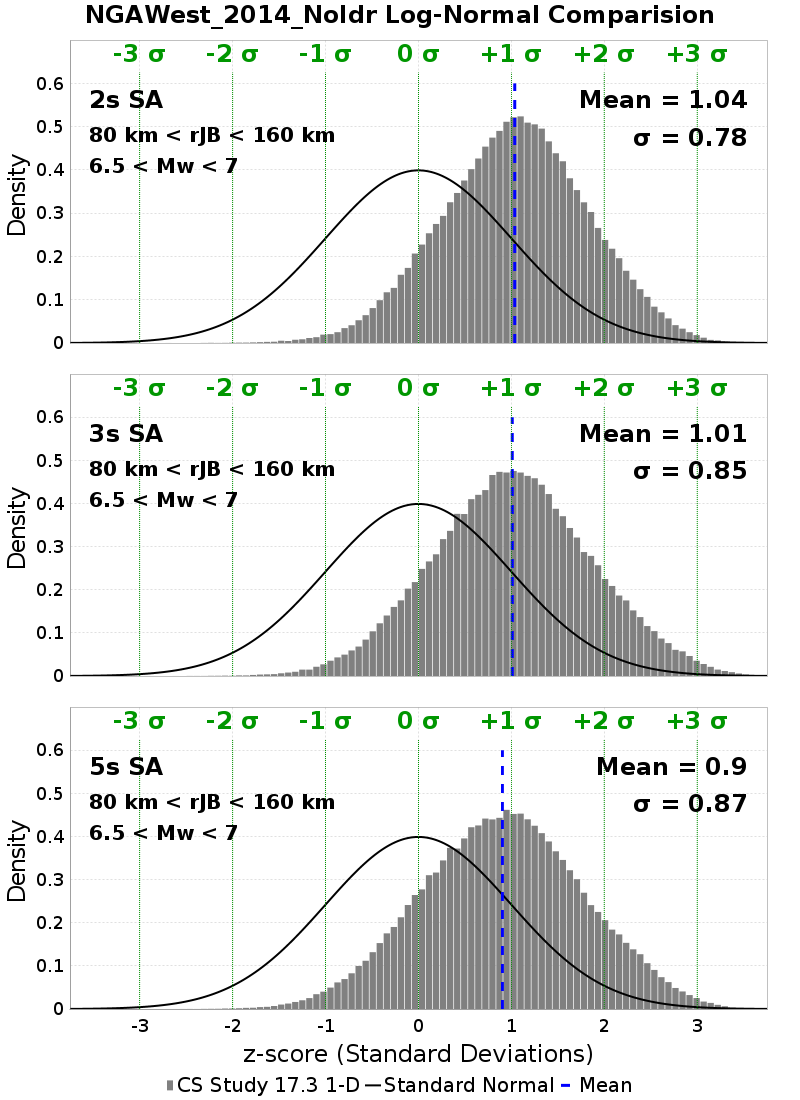 NGAWest_2014_NoIdr Log-Normal Comparision
-3 σ -2 σ -1 σ 0 σ +1 σ +2 σ +3 σ
2s SA
Mean = 1.04
80 km < rJB < 160 km
σ = 0.78
6.5 < Mw < 7
Density
0.6
0.5
0.4
0.3
0.2
0.1
0
-3 σ -2 σ -1 σ 0 σ +1 σ +2 σ +3 σ
3s SA
Mean = 1.01
80 km < rJB < 160 km
σ = 0.85
6.5 < Mw < 7
Density
0.6
0.5
0.4
0.3
0.2
0.1
0
-3 σ -2 σ -1 σ 0 σ +1 σ +2 σ +3 σ
5s SA
Mean = 0.9
80 km < rJB < 160 km
σ = 0.87
6.5 < Mw < 7
Density
0.6
0.5
0.4
0.3
0.2
0.1
0
-3 -2 -1 0 1 2 3
z-score (Standard Deviations)
CS Study 17.3 1-D Standard Normal Mean